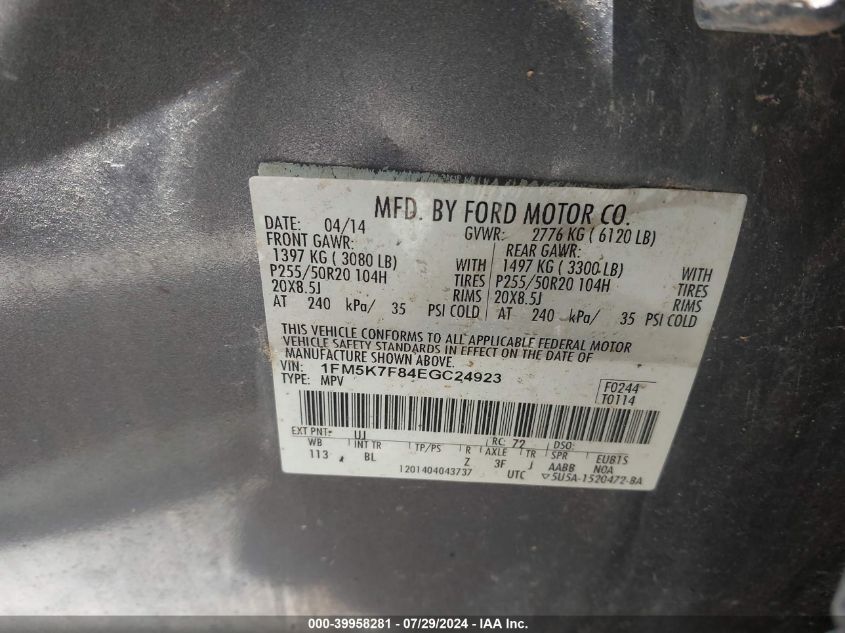 MFD. BY FORD MOTOR CO.
DATE: 04/14 GVWR: 2776 KG ( 6120 LB)
FRONT GAWR: REAR GAWR:
1397 KG ( 3080 LB) WITH 1497 KG ( 3300 LB) WITH
P255/50R20 104H TIRES P255/50R20 104H TIRES
20X8.5J RIMS 20X8.5J RIMS
AT 240 kPa/ 35 PSI COLD AT 240 kPa/ 35 PSI COLD
THIS VEHICLE CONFORMS TO ALL APPLICABLE FEDERAL MOTOR
VEHICLE SAFETY STANDARDS IN EFFECT ON THE DATE OF
MANUFACTURE SHOWN ABOVE.
VIN: 1FM5K7F84EGC24923
TYPE: MPV
F0244
T0114
EXT PNT: UJ RC: 72 DSO:
WB INT TR TP/PS R AXLE TR SPR EUBTS
113 BL Z 3F J AABB NOA
1201404043737 UTC ▽5U5A-1520472-BA
000-39958281 / 07/29/2024 - IAA Inc.